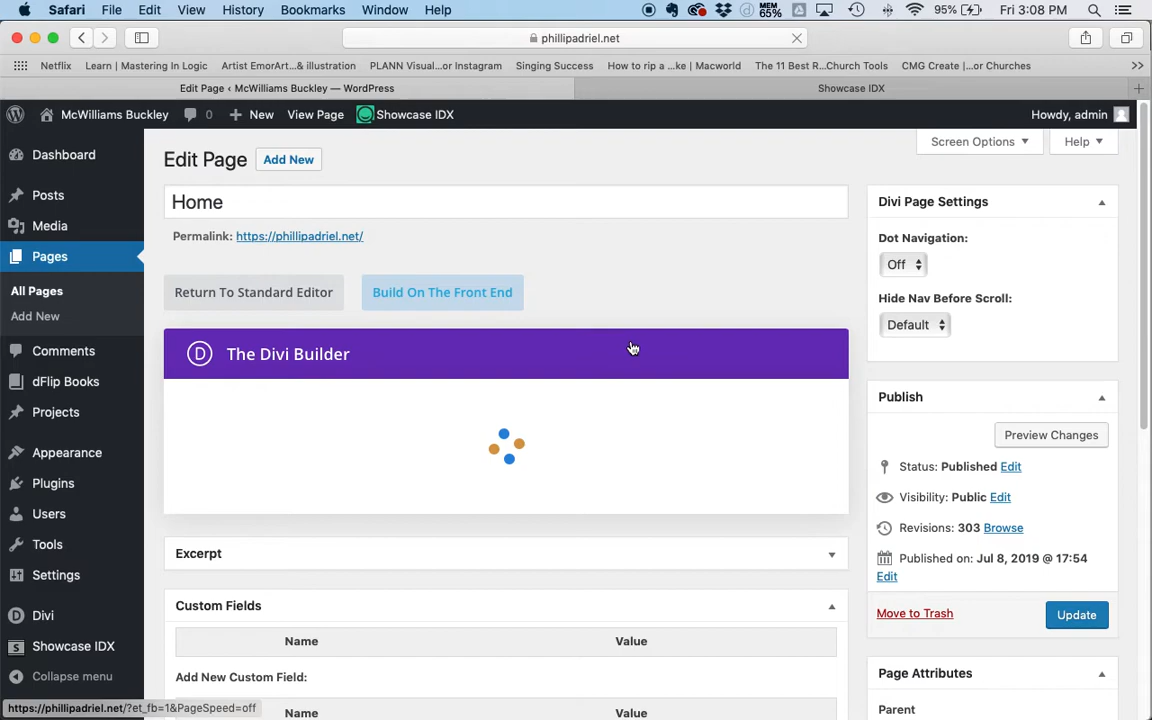 Safari File Edit View History Bookmarks Window Help MEM 65% 95% Fri 3:08 PM
phillipadriel.net
Netflix Learn | Mastering In Logic Artist EmorArt...& illustration PLANN Visual...or Instagram Singing Success How to rip a ...ke | Macworld The 11 Best R...Church Tools CMG Create |...or Churches >>
Edit Page ‹ McWilliams Buckley — WordPress Showcase IDX
McWilliams Buckley 0 New View Page Showcase IDX Howdy, admin
Screen Options Help
Edit Page Add New
Home
Permalink: https://phillipadriel.net/
Return To Standard Editor Build On The Front End
D The Divi Builder
Excerpt
Custom Fields
Name Value
Add New Custom Field:
Name Value
Dashboard
Posts
Media
Pages
All Pages
Add New
Comments
dFlip Books
Projects
Appearance
Plugins
Users
Tools
Settings
D Divi
S Showcase IDX
Collapse menu
https://phillipadriel.net/?et_fb=1&PageSpeed=off
Divi Page Settings
Dot Navigation:
Off
Hide Nav Before Scroll:
Default
Publish
Preview Changes
Status: Published Edit
Visibility: Public Edit
Revisions: 303 Browse
Published on: Jul 8, 2019 @ 17:54
Edit
Move to Trash Update
Page Attributes
Parent